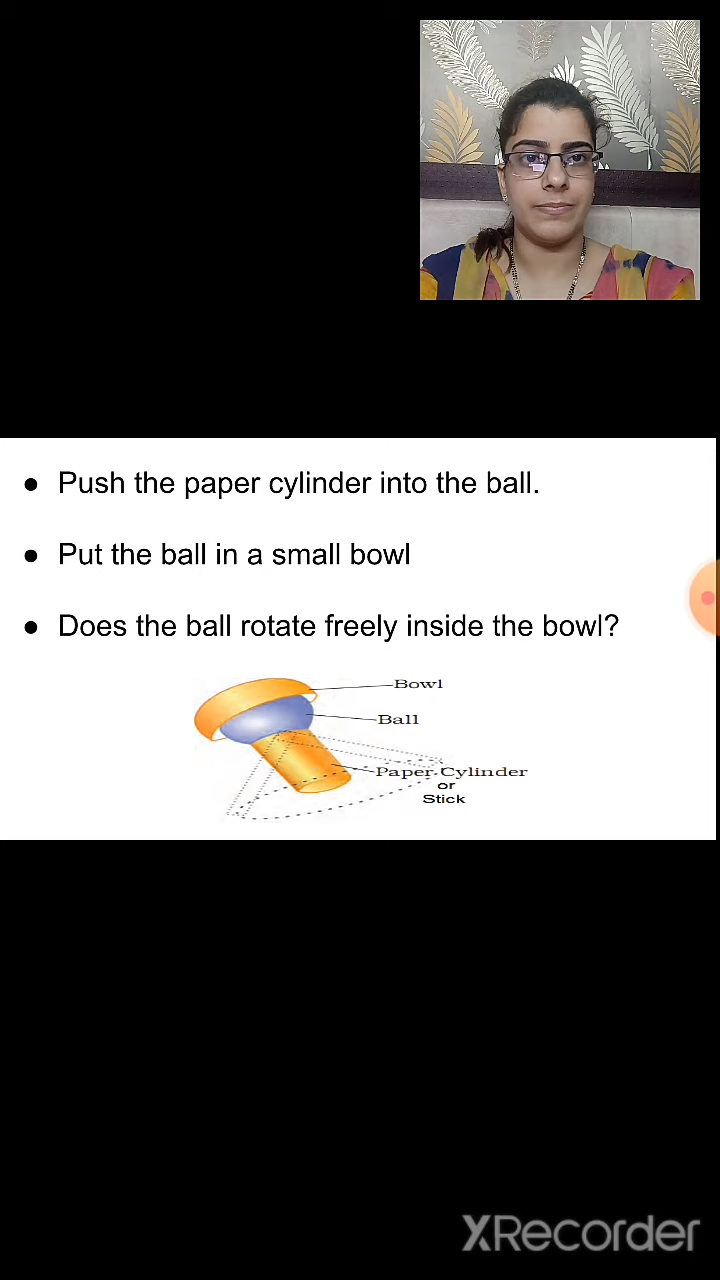 ● Push the paper cylinder into the ball.
● Put the ball in a small bowl
● Does the ball rotate freely inside the bowl?
Bowl
Ball
Paper Cylinder
or
Stick
XRecorder